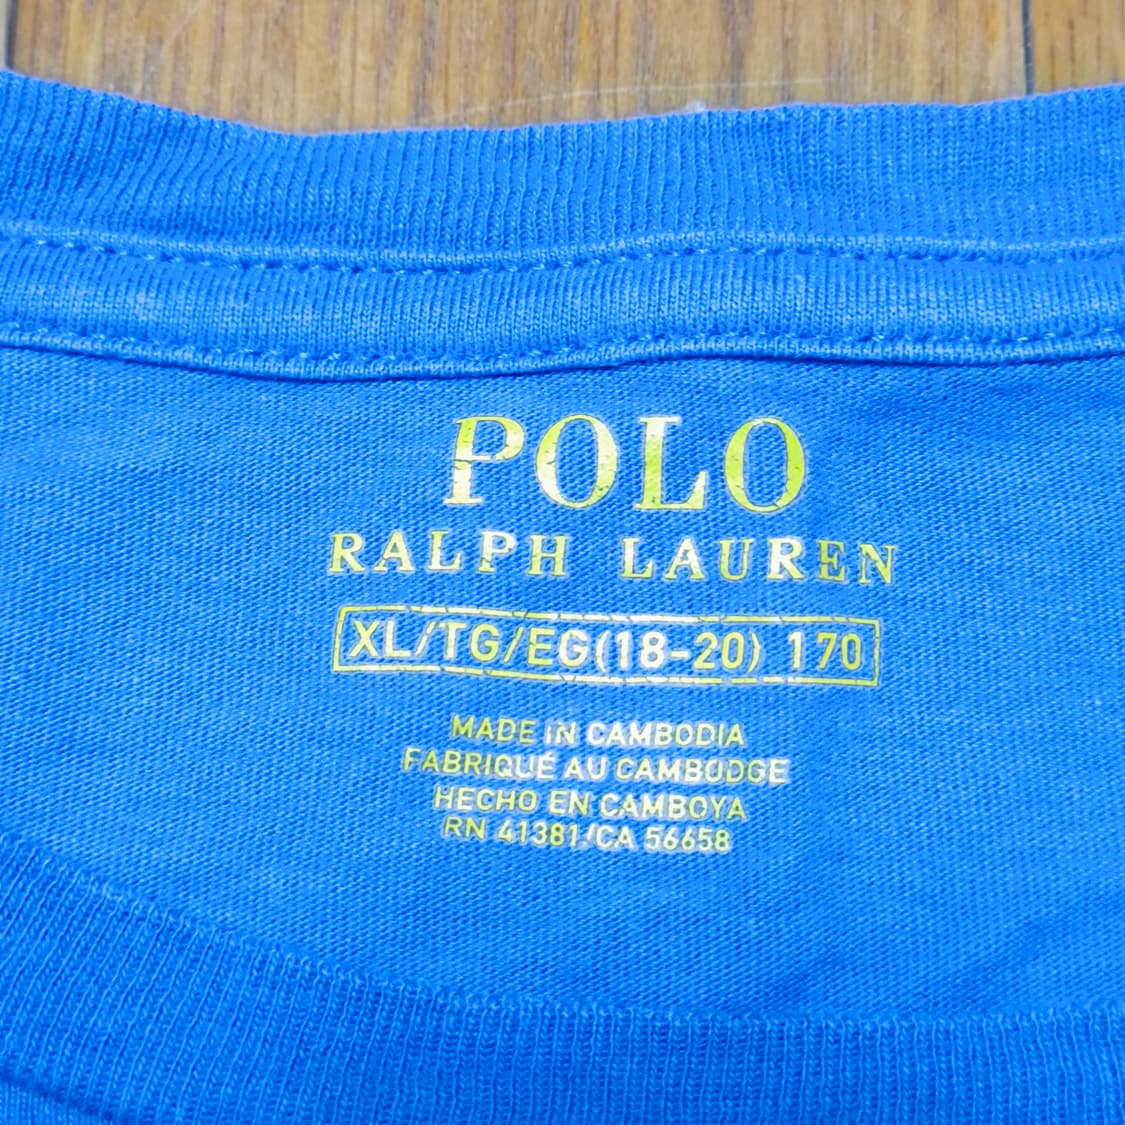 POLO
RALPH LAUREN
XL/TG/EG(18-20) 170
MADE IN CAMBODIA
FABRIQUÉ AU CAMBODGE
HECHO EN CAMBOYA
RN 41381/CA 56658